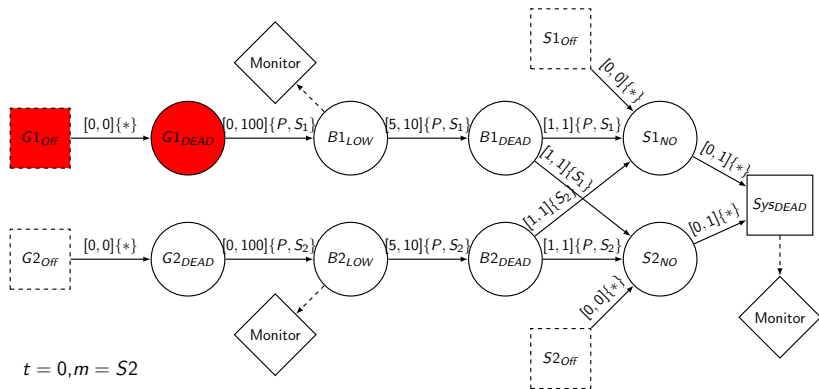 S1Off
Monitor
[0, 0]{*}
G1Off
[0, 0]{*}
G1DEAD
[0, 100]{P, S1}
B1LOW
[5, 10]{P, S1}
B1DEAD
[1, 1]{P, S1}
S1NO
[0, 1]{*}
[1, 1]{S1}
[1, 1]{S2}
SysDEAD
[0, 1]{*}
G2Off
[0, 0]{*}
G2DEAD
[0, 100]{P, S2}
B2LOW
[5, 10]{P, S2}
B2DEAD
[1, 1]{P, S2}
S2NO
[0, 0]{*}
Monitor
Monitor
S2Off
t = 0, m = S2